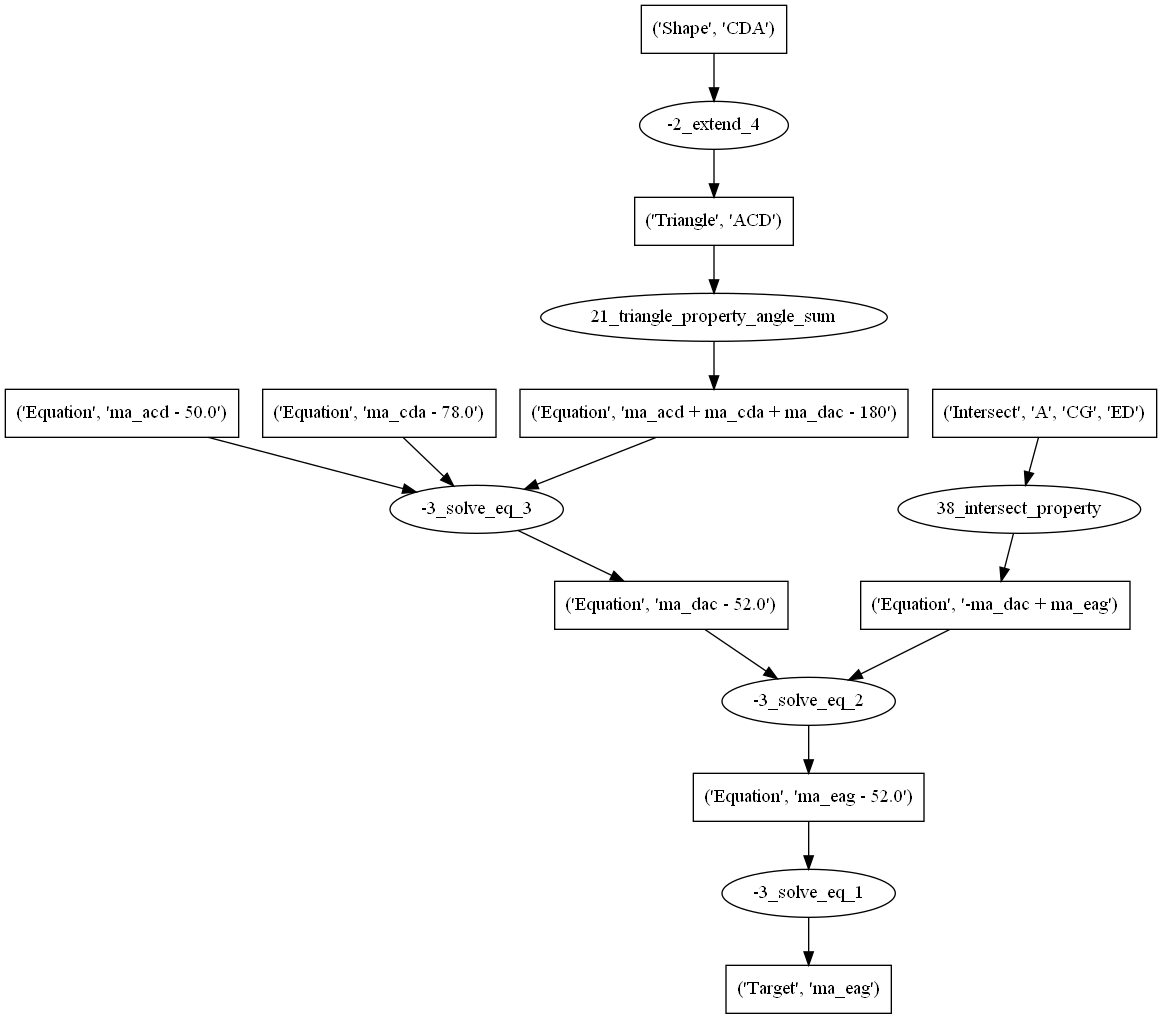 ('Shape', 'CDA')
-2_extend_4
('Triangle', 'ACD')
21_triangle_property_angle_sum
('Equation', 'ma_acd - 50.0')
('Equation', 'ma_cda - 78.0')
('Equation', 'ma_acd + ma_cda + ma_dac - 180')
('Intersect', 'A', 'CG', 'ED')
-3_solve_eq_3
38_intersect_property
('Equation', 'ma_dac - 52.0')
('Equation', '-ma_dac + ma_eag')
-3_solve_eq_2
('Equation', 'ma_eag - 52.0')
-3_solve_eq_1
('Target', 'ma_eag')